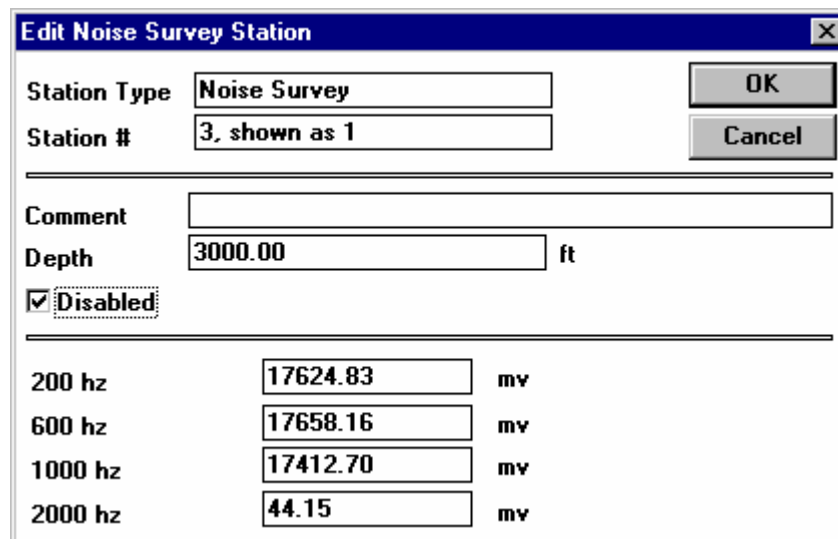 Edit Noise Survey Station
Station Type Noise Survey OK
Station # 3, shown as 1 Cancel
Comment
Depth 3000.00 ft
Disabled
200 hz 17624.83 mv
600 hz 17658.16 mv
1000 hz 17412.70 mv
2000 hz 44.15 mv